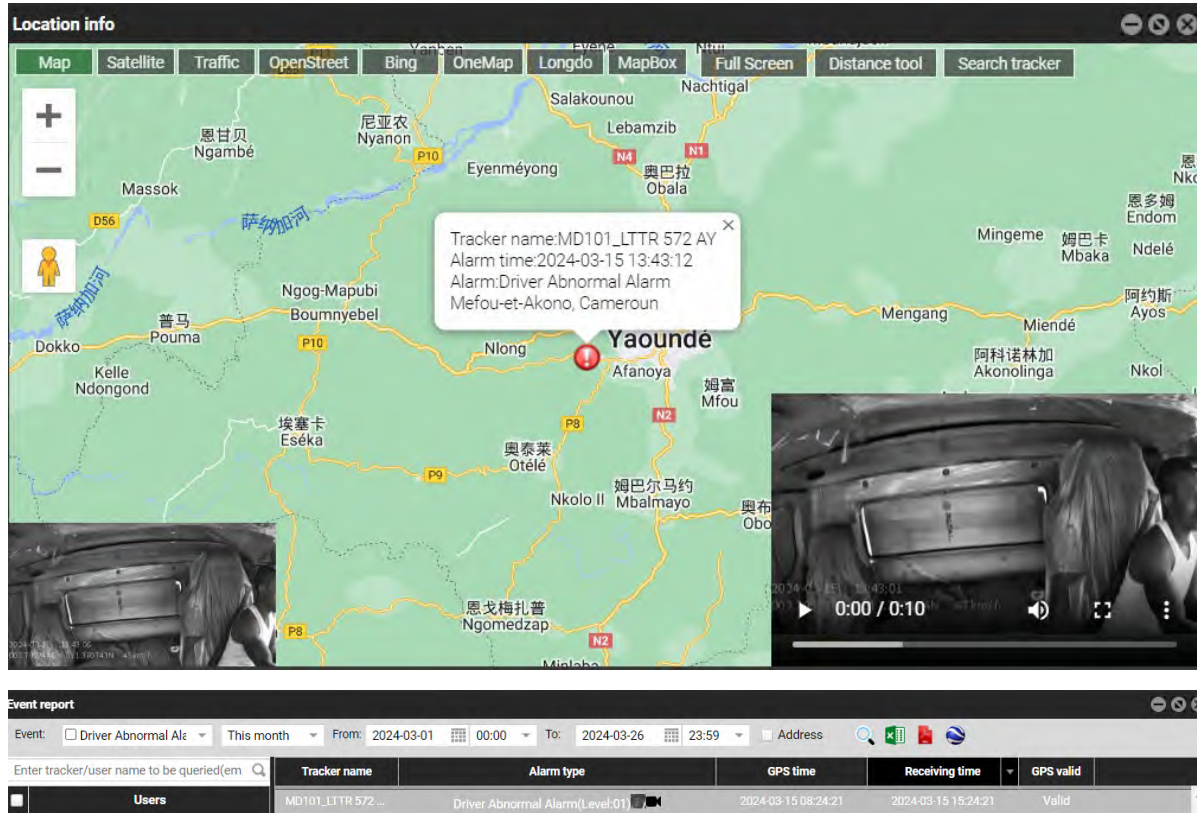 Location info
Map Satellite Traffic OpenStreet Bing OneMap Longdo MapBox Full Screen Distance tool Search tracker
Nachtigal
Salakounou
尼亚农
Nyanon
Lebamzib
恩甘贝
Ngambé
P10
N4
N1
Eyenméyong
奥巴拉
Obala
Massok
恩多姆
Endom
D56
萨纳加河
Mingeme
姆巴卡
Mbaka
Ndelé
Tracker name:MD101_LTTR 572 AY
Alarm time:2024-03-15 13:43:12
Alarm:Driver Abnormal Alarm
Mefou-et-Akono, Cameroun
萨纳加河
Ngog-Mapubi
Boumnyebel
阿约斯
Ayos
Mengang
Miendé
普马
Pouma
Dokko
P10
Nlong
Yaoundé
Afanoya
阿科诺林加
Akonolinga
Nkol
Kelle
Ndongond
姆富
Mfou
埃塞卡
Eséka
P8
N2
奥泰莱
Otélé
P9
Nkolo II
姆巴尔马约
Mbalmayo
奥布
Obo
恩戈梅扎普
Ngomedzap
P8
N2
0:00 / 0:10
Event report
Event: Driver Abnormal Ala This month From: 2024-03-01 00:00 To: 2024-03-26 23:59 Address
Enter tracker/user name to be queried(em Tracker name Alarm type GPS time Receiving time GPS valid
Users MD101_LTTR 572 ... Driver Abnormal Alarm(Level:01) 2024-03-15 08:24:21 2024-03-15 15:24:21 Valid